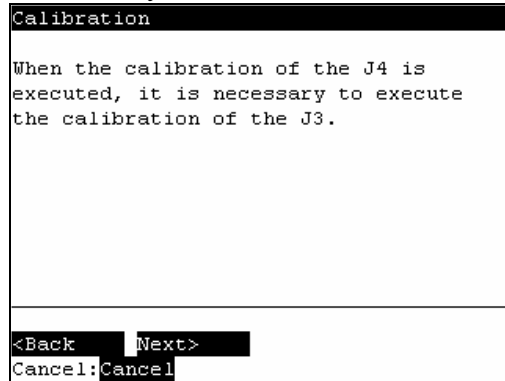 Calibration
When the calibration of the J4 is
executed, it is necessary to execute
the calibration of the J3.
<Back Next>
Cancel:Cancel